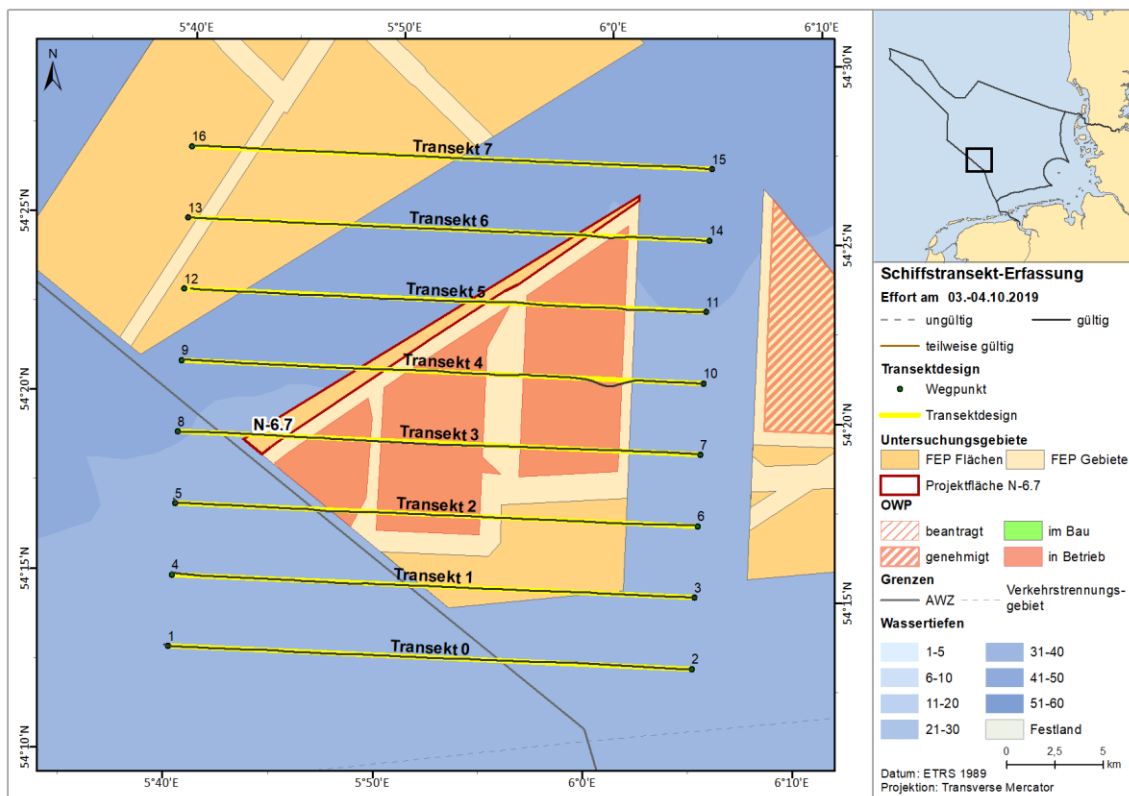 5°40'E 5°50'E 6°0'E 6°10'E
N
54°30'N
16
Transekt 7
15
54°25'N
13
Transekt 6
14
54°25'N
12
Transekt 5
11
9
Transekt 4
10
54°20'N
8
N-6.7
Transekt 3
7
54°20'N
5
Transekt 2
6
54°15'N
4
Transekt 1
3
54°15'N
1
Transekt 0
2
54°10'N
5°40'E 5°50'E 6°0'E 6°10'E
Schiffstransekt-Erfassung
Effort am 03.-04.10.2019
ungültig gültig
teilweise gültig
Transektdesign
Wegpunkt
Transektdesign
Untersuchungsgebiete
FEP Flächen FEP Gebiete
Projektfläche N-6.7
OWP
beantragt im Bau
genehmigt in Betrieb
Grenzen
AWZ Verkehrstrennungs-
gebiet
Wassertiefen
1-5 31-40
6-10 41-50
11-20 51-60
21-30 Festland
0 2,5 5
km
Datum: ETRS 1989
Projektion: Transverse Mercator